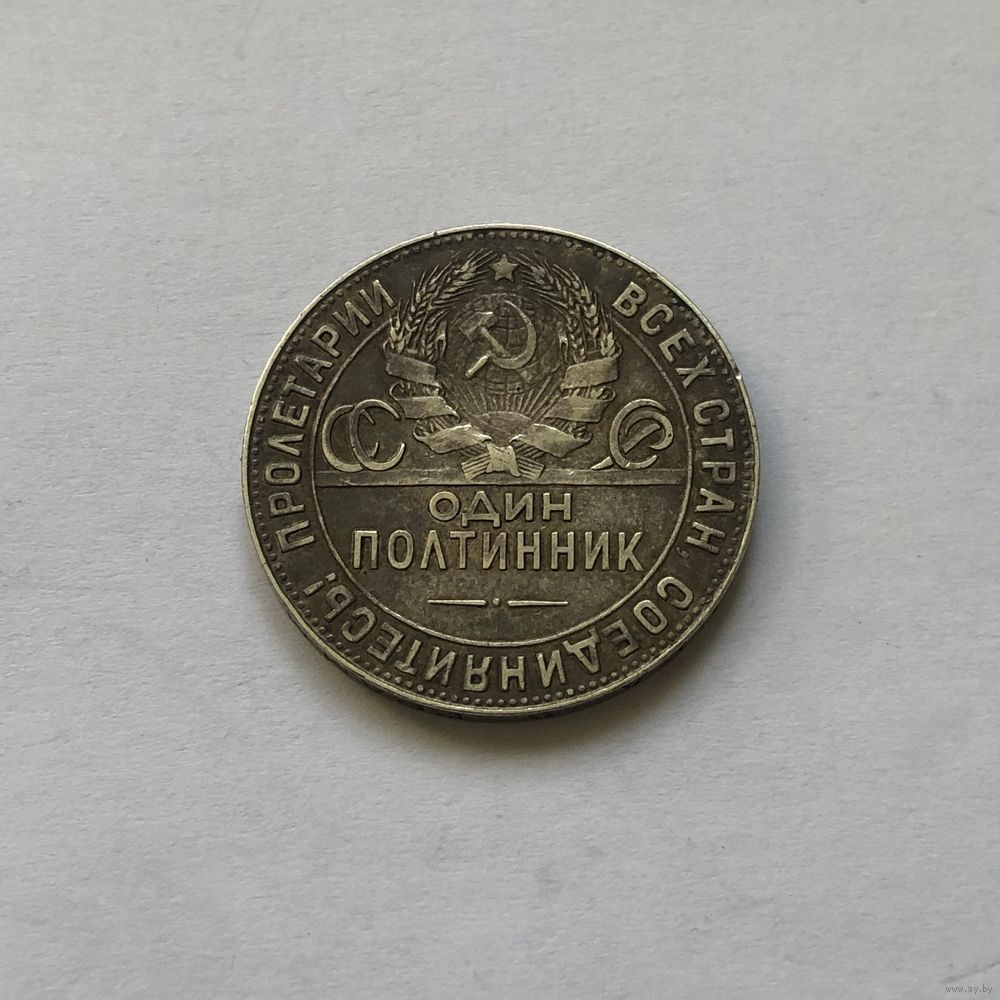 ПРОЛЕТАРИИ ВСЕХ СТРАН, СОЕДИНЯЙТЕСЬ!
СС СР
ОДИН
ПОЛТИННИК
www.ay.by